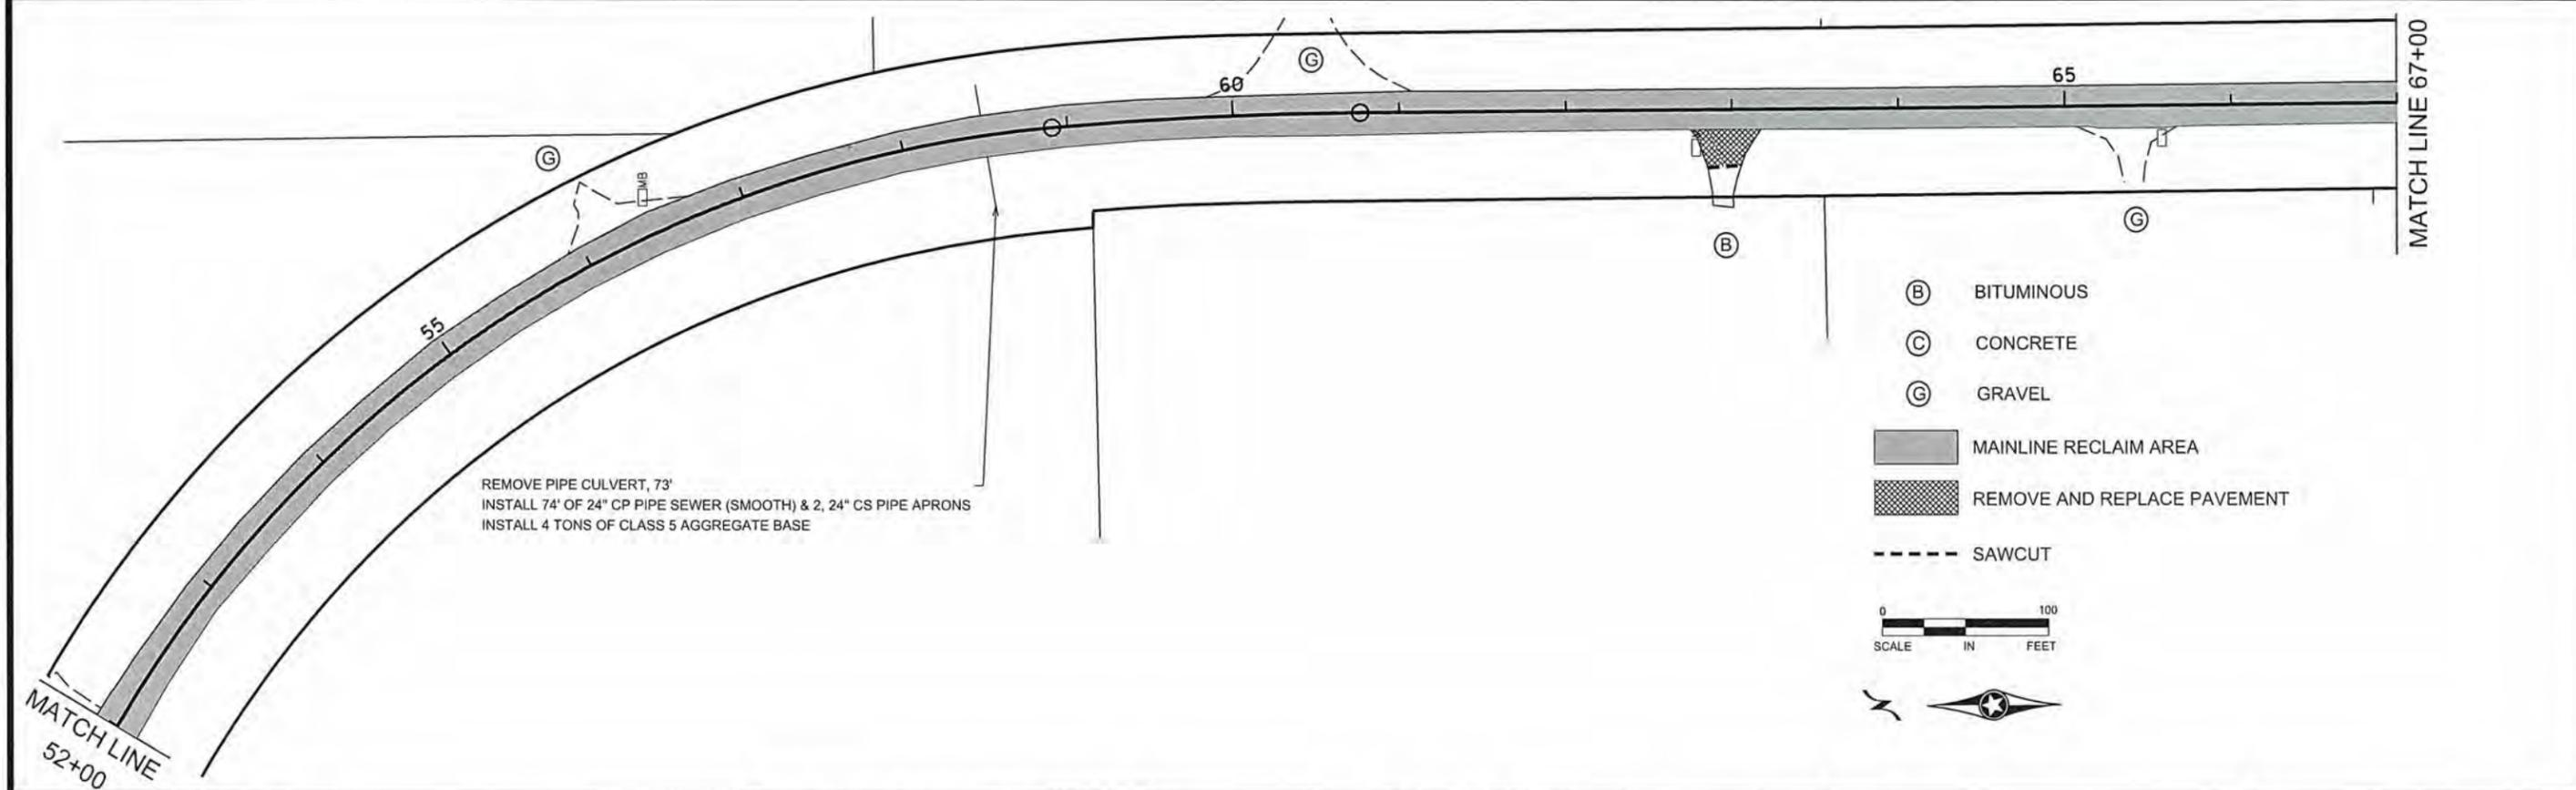 60
65
MATCH LINE 67+00
G
G
MB
55
B
G
B BITUMINOUS
C CONCRETE
G GRAVEL
MAINLINE RECLAIM AREA
REMOVE AND REPLACE PAVEMENT
SAWCUT
REMOVE PIPE CULVERT, 73'
INSTALL 74' OF 24" CP PIPE SEWER (SMOOTH) & 2, 24" CS PIPE APRONS
INSTALL 4 TONS OF CLASS 5 AGGREGATE BASE
0 100
SCALE IN FEET
N
MATCH LINE
52+00